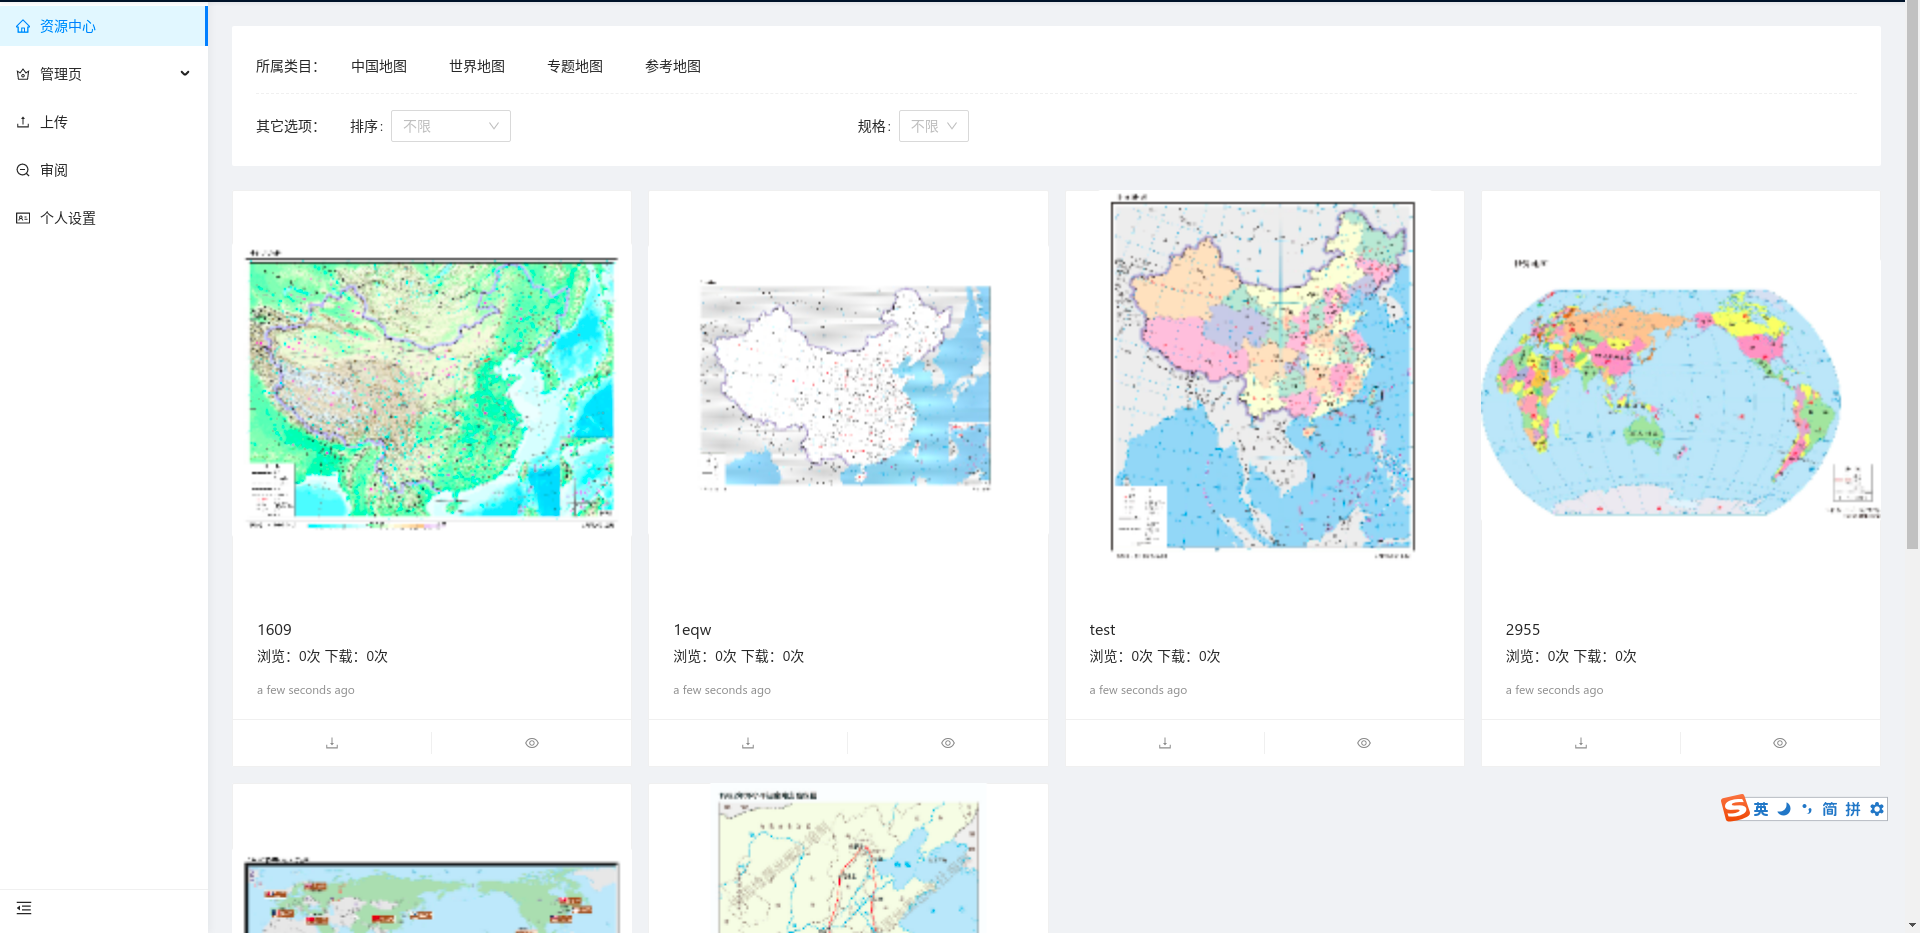 资源中心
管理页
上传
审阅
个人设置
所属类目： 中国地图 世界地图 专题地图 参考地图
其它选项： 排序: 不限 规格: 不限
1609
浏览：0次 下载：0次
a few seconds ago
1eqw
浏览：0次 下载：0次
a few seconds ago
test
浏览：0次 下载：0次
a few seconds ago
2955
浏览：0次 下载：0次
a few seconds ago
英 简 拼